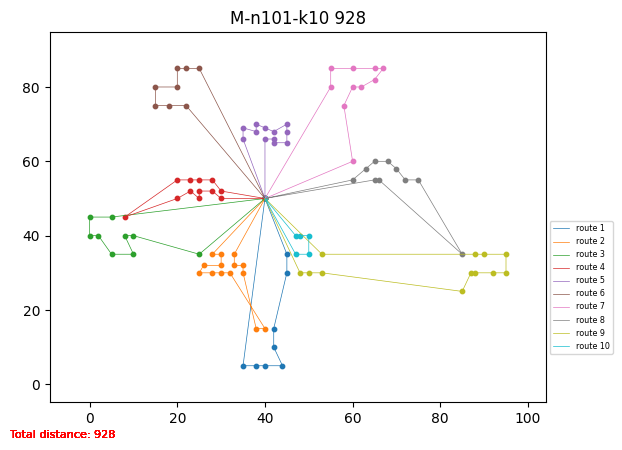 M-n101-k10 928
80
60
40
20
0
0 20 40 60 80 100
route 1
route 2
route 3
route 4
route 5
route 6
route 7
route 8
route 9
route 10
Total distance: